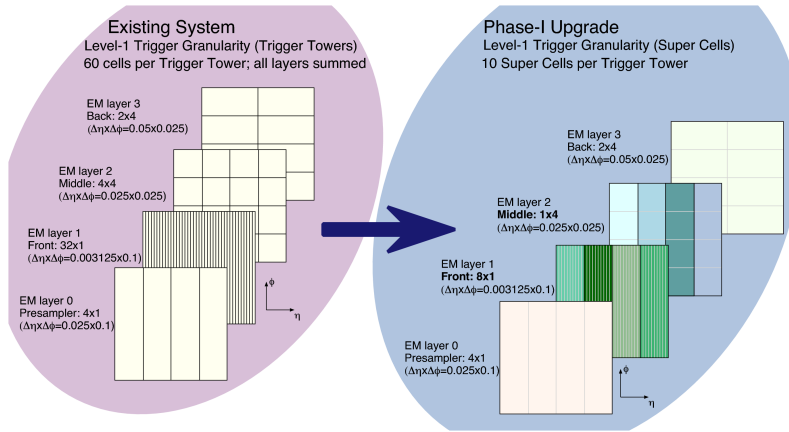 Existing System
Level-1 Trigger Granularity (Trigger Towers)
60 cells per Trigger Tower; all layers summed
EM layer 3
Back: 2x4
(ΔηxΔϕ=0.05x0.025)
EM layer 2
Middle: 4x4
(ΔηxΔϕ=0.025x0.025)
EM layer 1
Front: 32x1
(ΔηxΔϕ=0.003125x0.1)
EM layer 0
Presampler: 4x1
(ΔηxΔϕ=0.025x0.1)
ϕ
η
Phase-I Upgrade
Level-1 Trigger Granularity (Super Cells)
10 Super Cells per Trigger Tower
EM layer 3
Back: 2x4
(ΔηxΔϕ=0.05x0.025)
EM layer 2
Middle: 1x4
(ΔηxΔϕ=0.025x0.025)
EM layer 1
Front: 8x1
(ΔηxΔϕ=0.003125x0.1)
EM layer 0
Presampler: 4x1
(ΔηxΔϕ=0.025x0.1)
ϕ
η